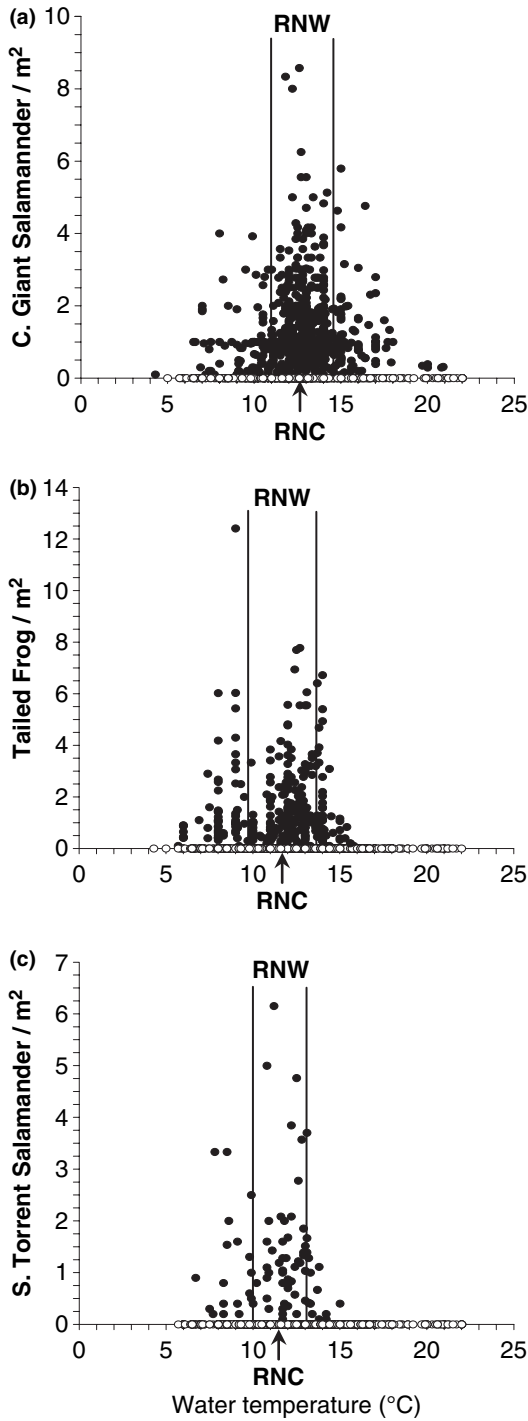 (a)
C. Giant Salamannder / m²
RNW
10
8
6
4
2
0
0 5 10 15 20 25
RNC
(b)
Tailed Frog / m²
RNW
14
12
10
8
6
4
2
0
0 5 10 15 20 25
RNC
(c)
S. Torrent Salamander / m²
RNW
7
6
5
4
3
2
1
0
0 5 10 15 20 25
RNC
Water temperature (°C)